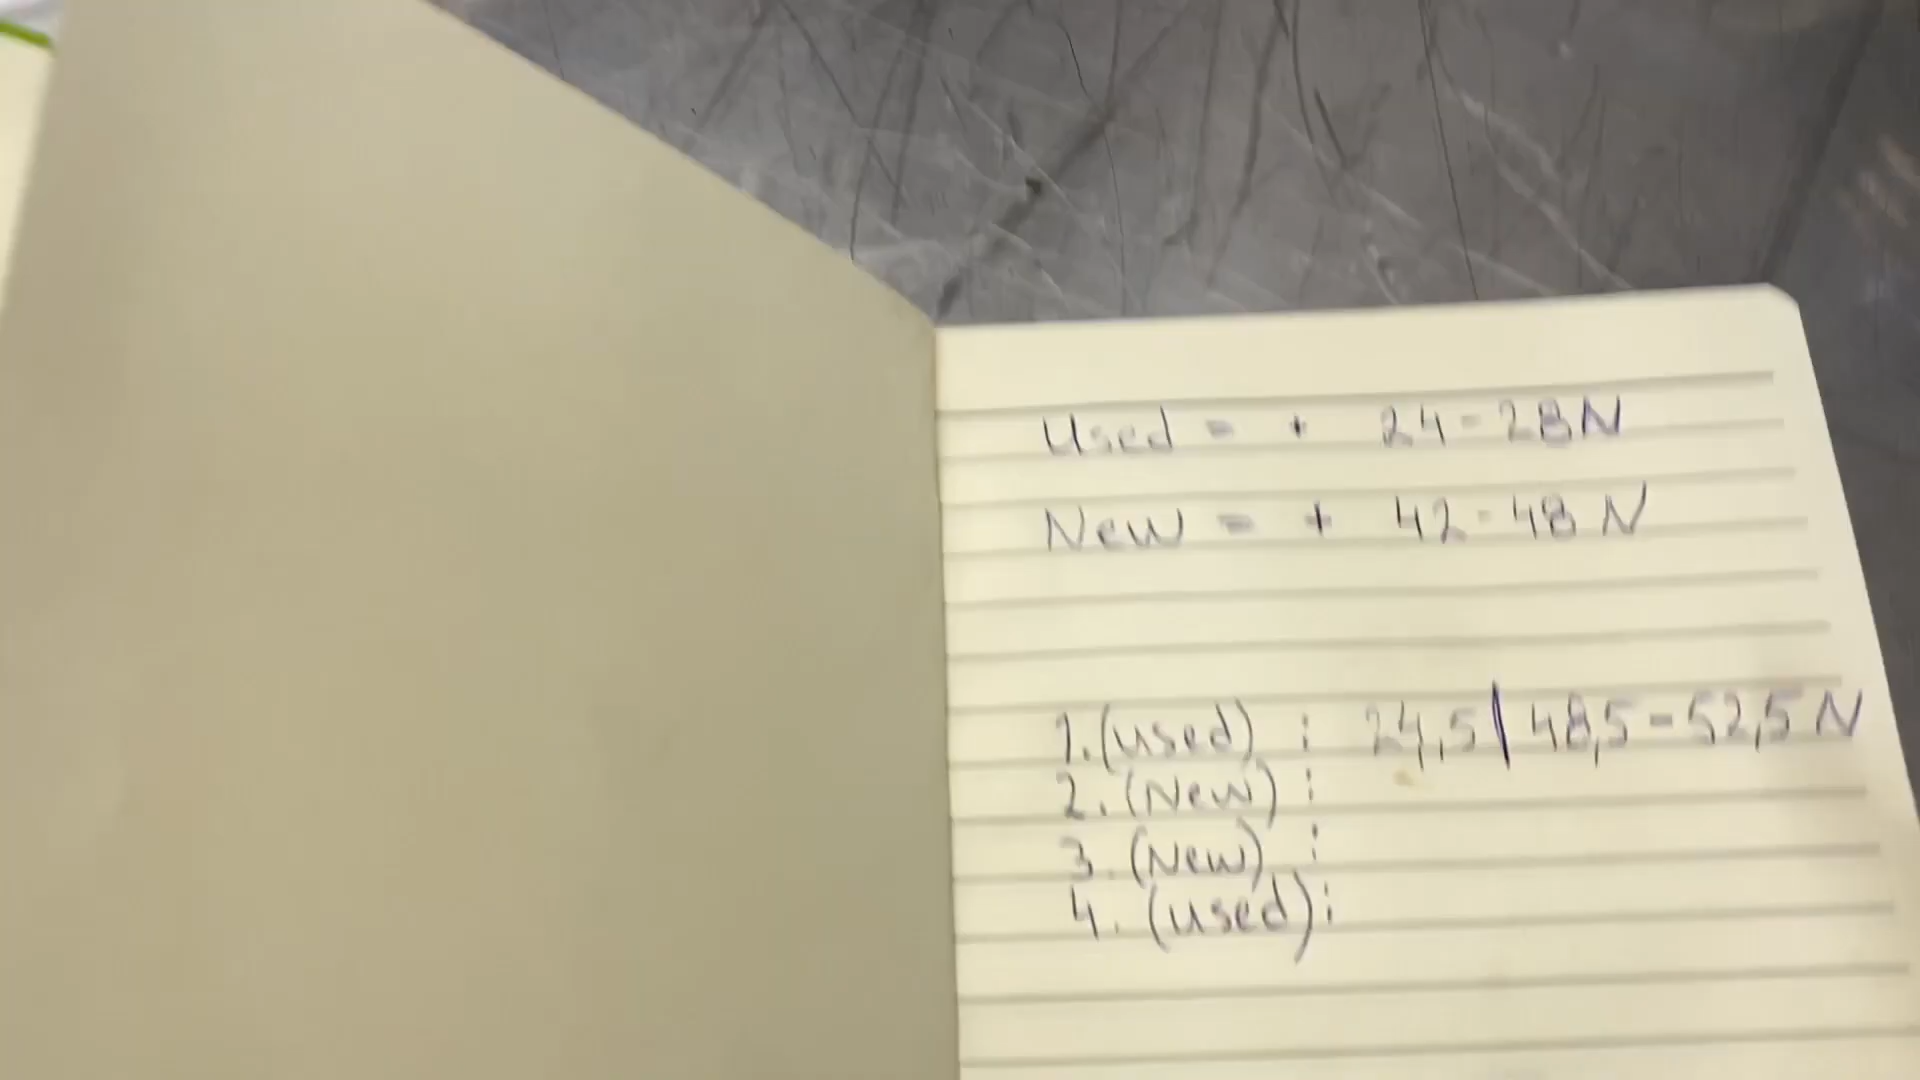 Used = + 24-28N
New = + 42-48 N
1. (used) : 24,5 | 48,5-52,5 N
2. (New) :
3. (New) :
4. (used) :